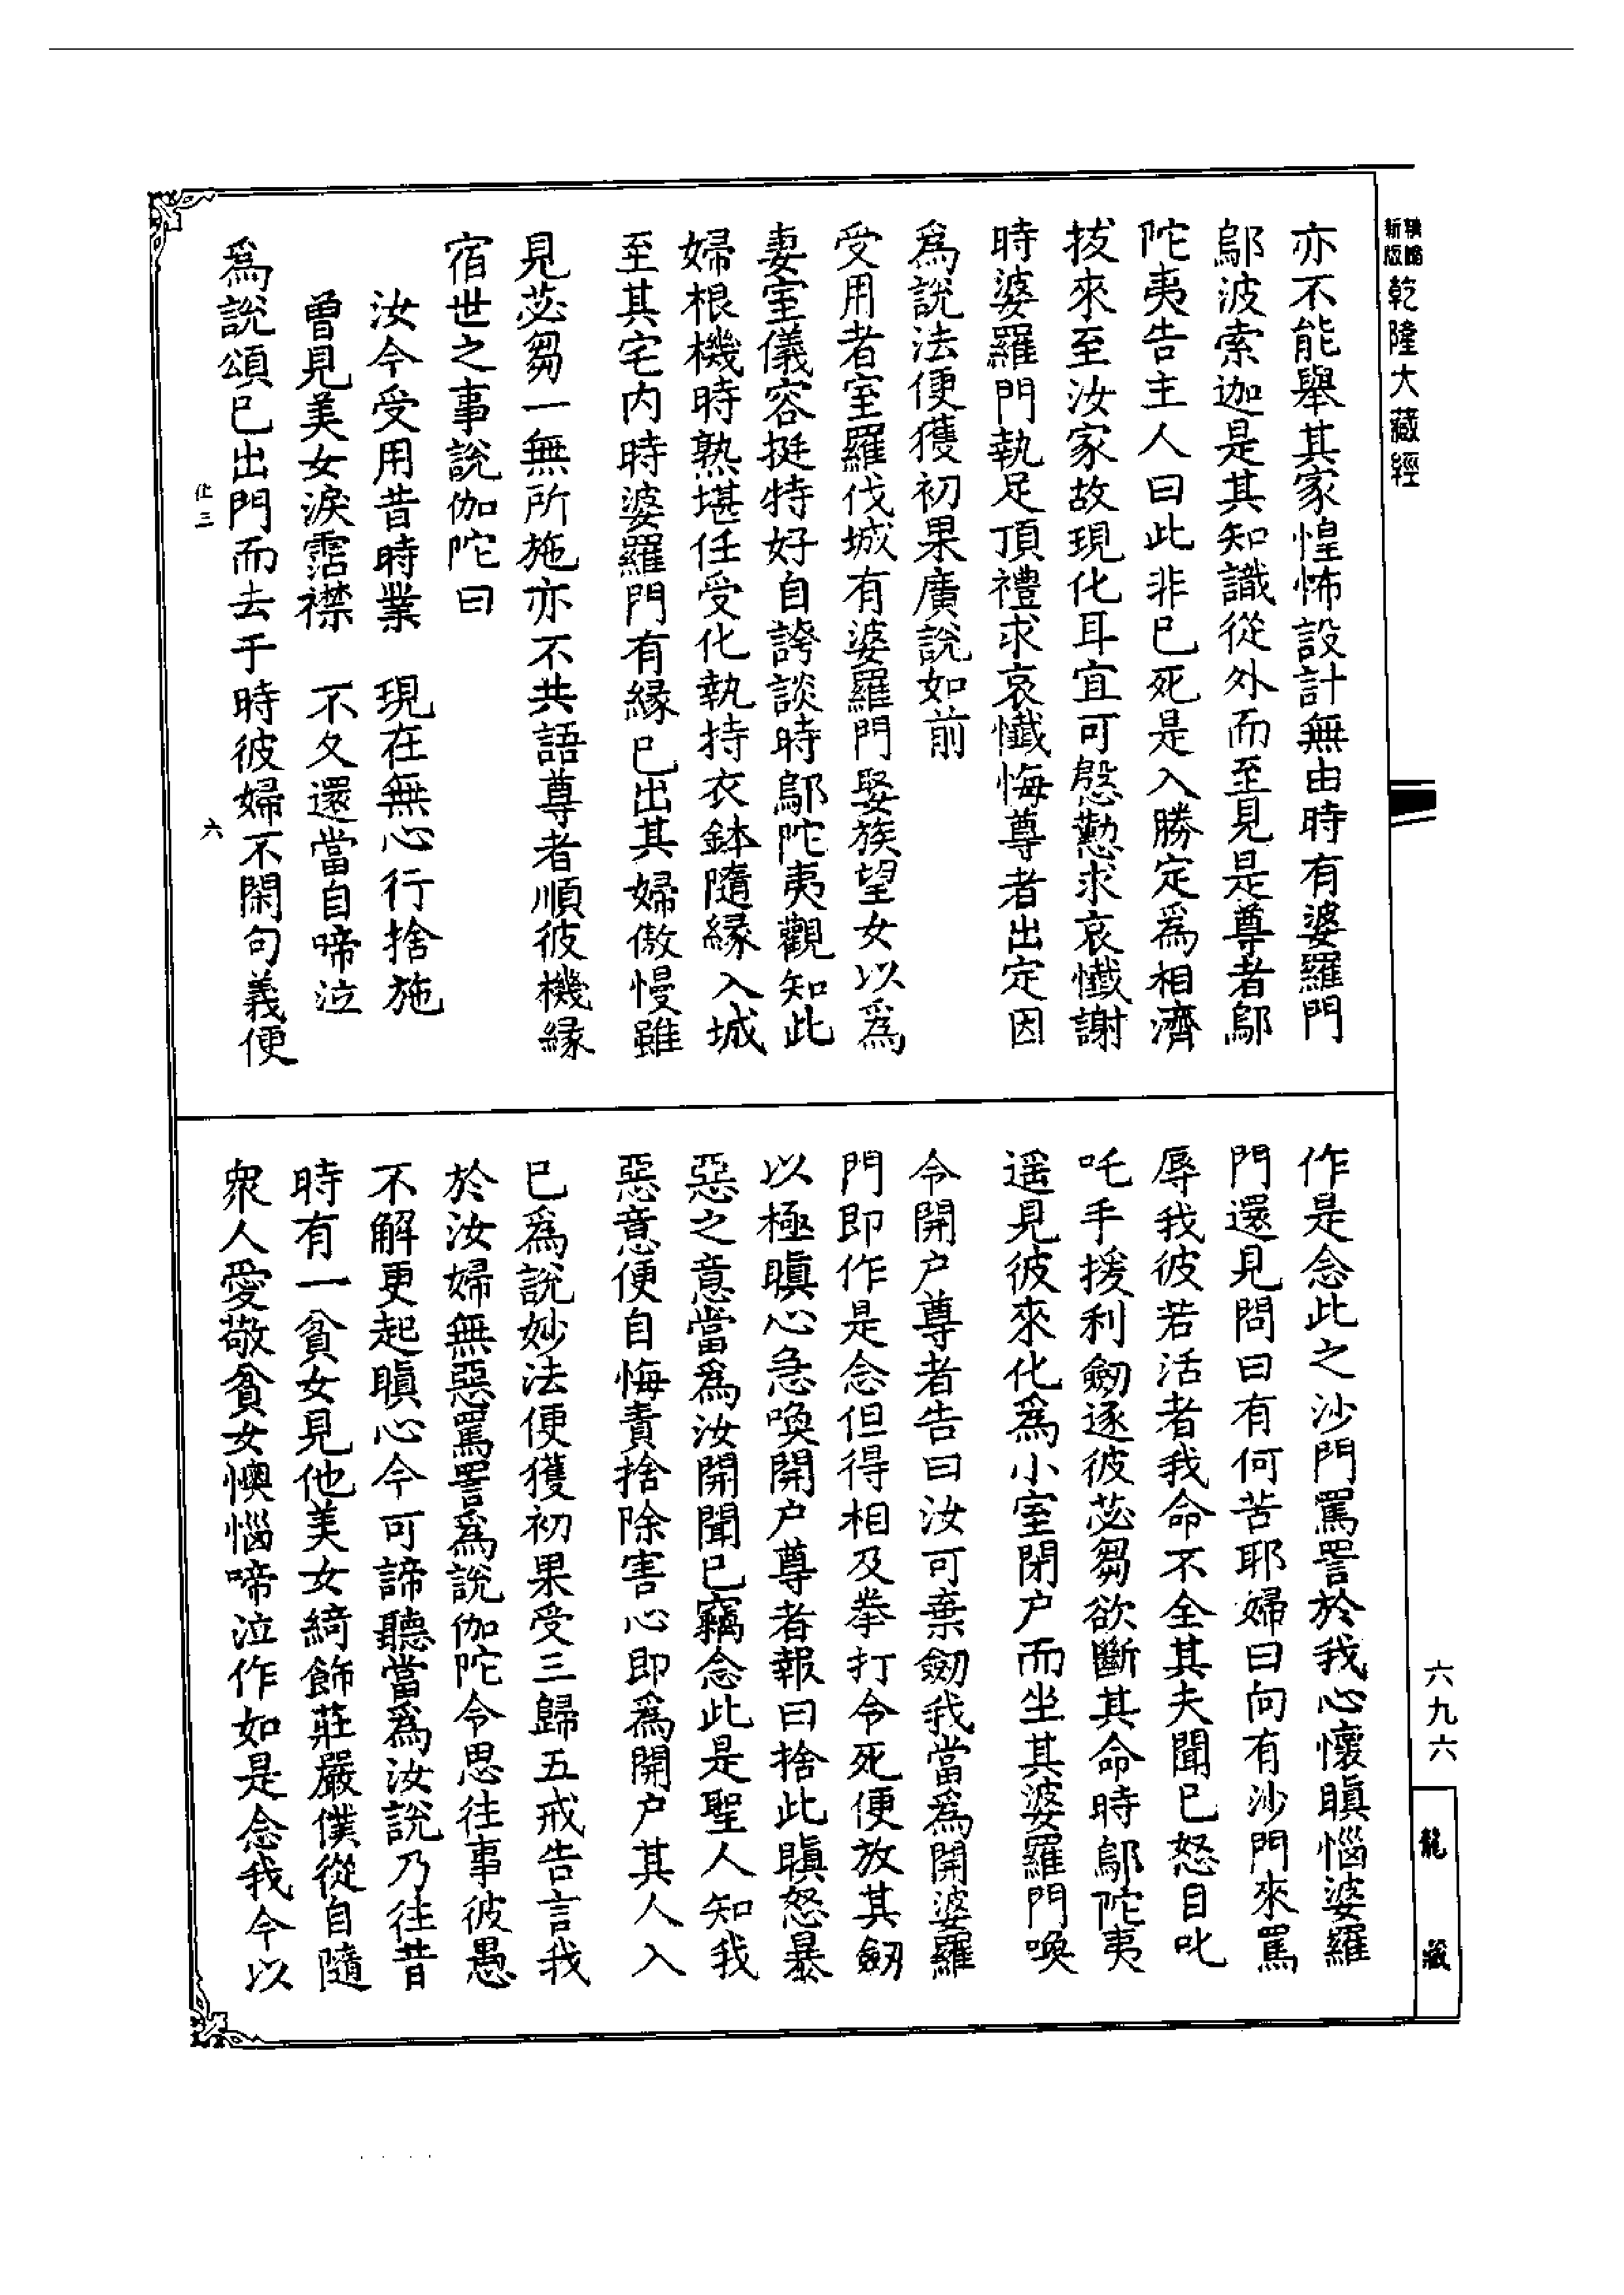 新版
乾隆大藏經
亦不能舉其家惶怖設計無由時有婆羅門
鄔波索迦是其知識從外而至見是尊者鄔
陀夷告主人曰此非已死是入勝定爲相濟
拔來至汝家故現化耳宜可慇懃求哀懺謝
時婆羅門執足頂禮求哀懺悔尊者出定因
爲說法便獲初果廣說如前
受用者室羅伐城有婆羅門娶族望女以爲
妻室儀容挺特好自誇談時鄔陀夷觀知此
婦根機時熟堪任受化執持衣鉢隨緣入城
至其宅內時婆羅門有緣已出其婦傲慢雖
見苾芻一無所施亦不共語尊者順彼機緣
宿世之事說伽陀曰
汝今受用昔時業　現在無心行捨施
曾見美女淚霑襟　不久還當自啼泣
爲說頌已出門而去于時彼婦不閑句義便
三
六
作是念此之沙門罵詈於我心懷瞋惱婆羅
門還見問曰有何苦耶婦曰向有沙門來罵
辱我彼若活者我命不全其夫聞已怒目叱
吒手援利劒逐彼苾芻欲斷其命時鄔陀夷
遥見彼來化爲小室閉户而坐其婆羅門喚
令開户尊者告曰汝可棄劒我當爲開婆羅
門即作是念但得相及拳打令死便放其劒
以極瞋心急喚開户尊者報曰捨此瞋怒暴
惡之意當爲汝開聞已竊念此是聖人知我
惡意便自悔責捨除害心即爲開户其人入
已爲說妙法便獲初果受三歸五戒告言我
於汝婦無惡罵詈爲說伽陀令思往事彼愚
不解更起瞋心今可諦聽當爲汝說乃往昔
時有一貧女見他美女綺飾莊嚴僕從自隨
衆人愛敬貧女懊惱啼泣作如是念我今以
六九六
龍藏